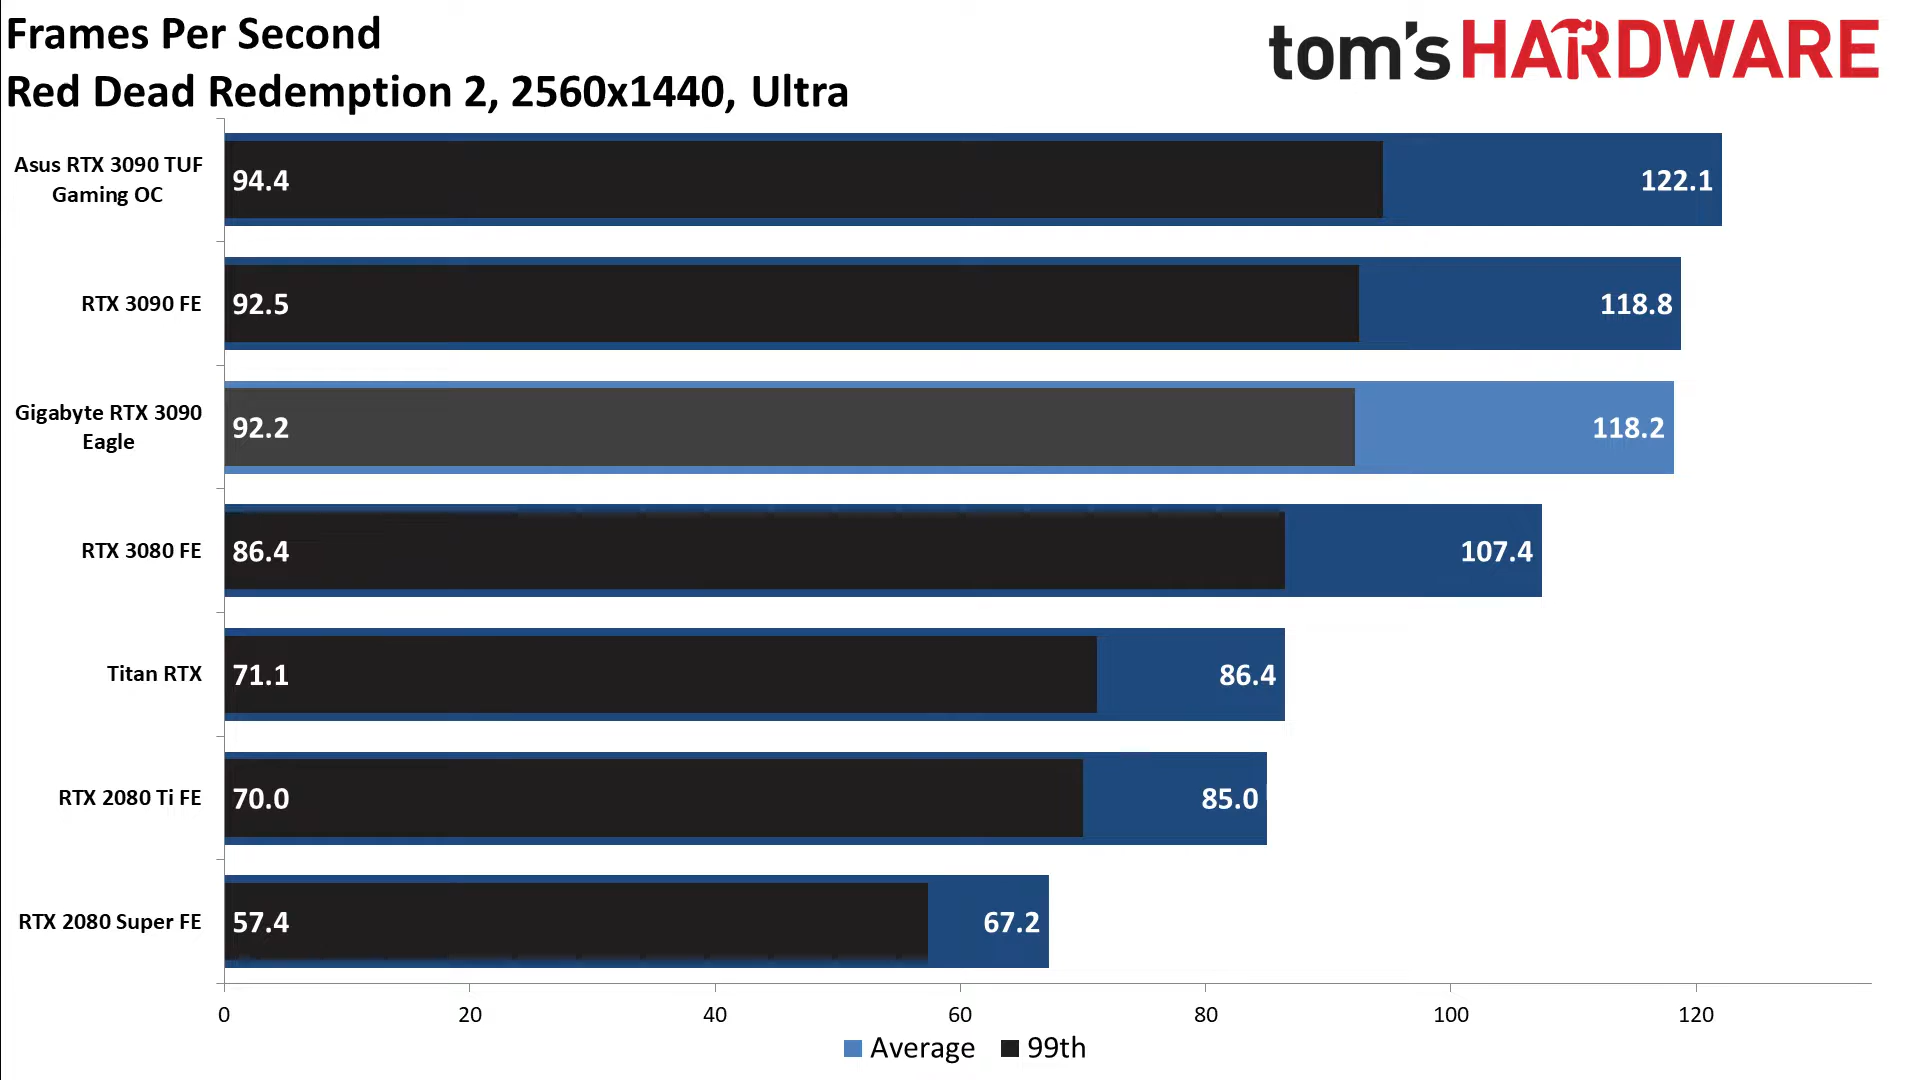 Frames Per Second
tom's HARDWARE
Red Dead Redemption 2, 2560x1440, Ultra
Asus RTX 3090 TUF
Gaming OC
94.4
122.1
RTX 3090 FE
92.5
118.8
Gigabyte RTX 3090
Eagle
92.2
118.2
RTX 3080 FE
86.4
107.4
Titan RTX
71.1
86.4
RTX 2080 Ti FE
70.0
85.0
RTX 2080 Super FE
57.4
67.2
0 20 40 60 80 100 120
Average 99th